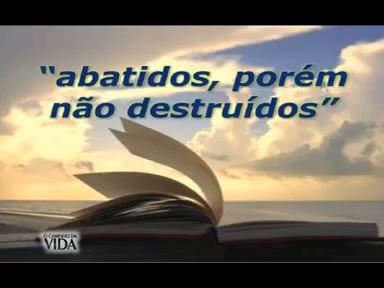 “abatidos, porém
não destruídos”
O CAMINHO DA
VIDA